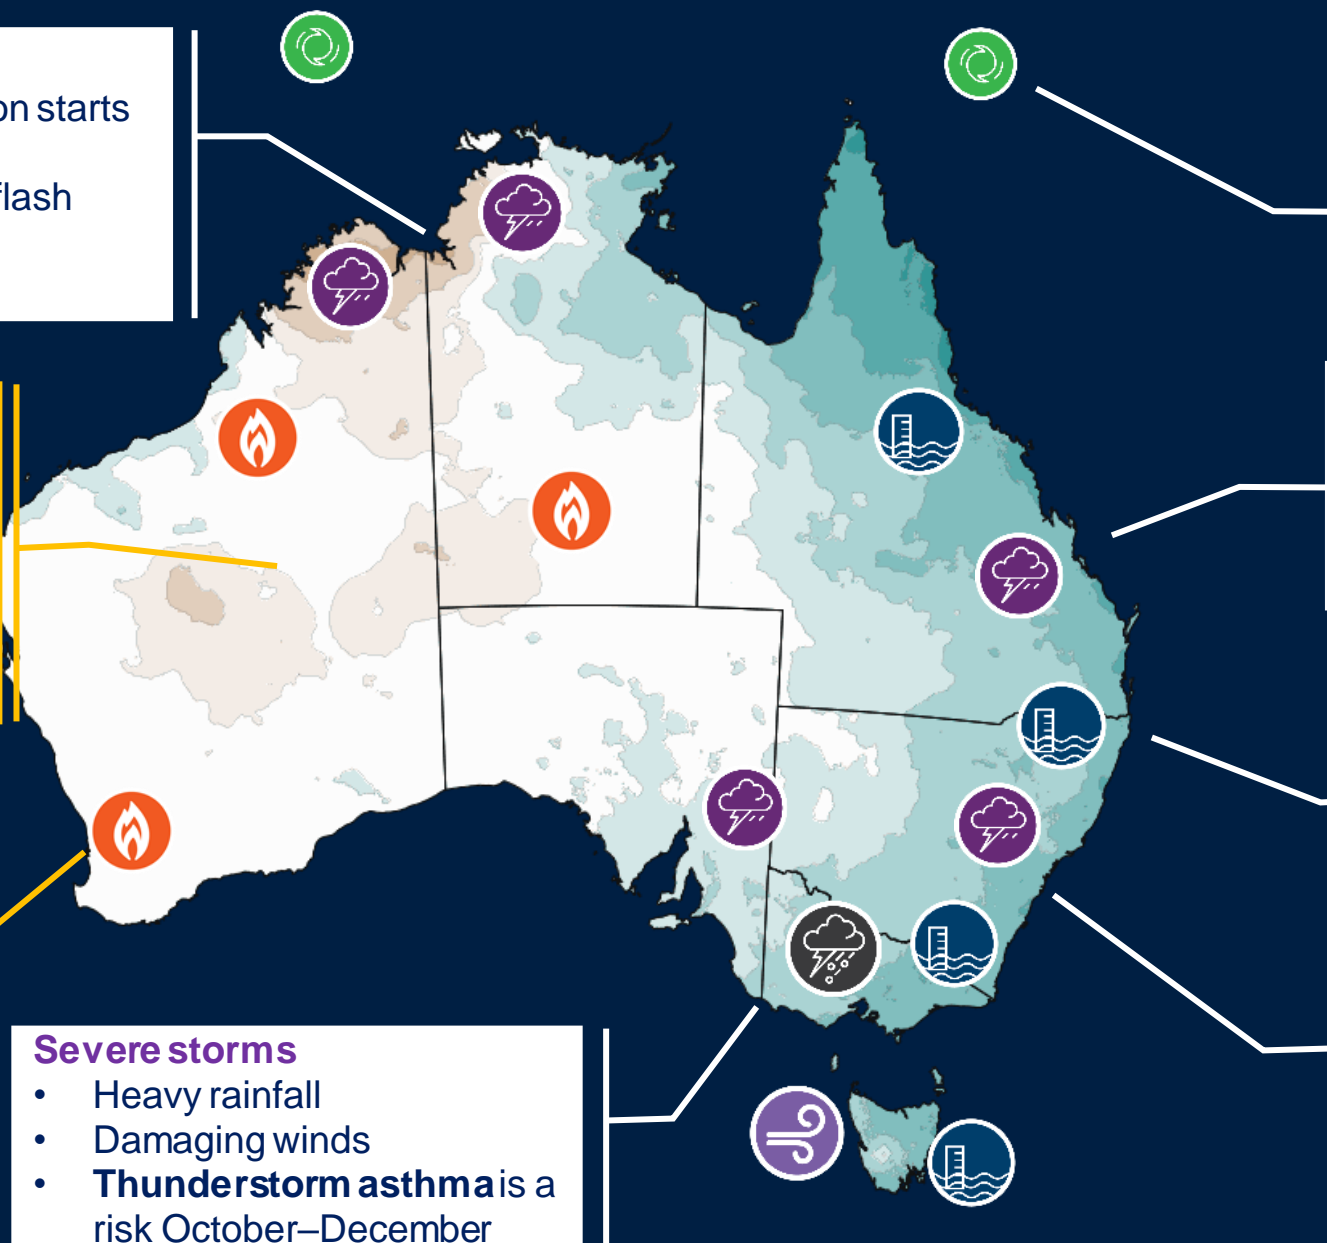 on starts
flash
Severe storms
• Heavy rainfall
• Damaging winds
• Thunderstorm asthma is a
risk October–December